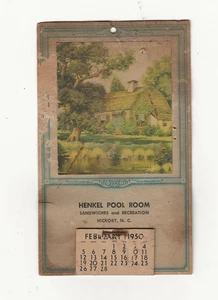 HENKEL POOL ROOM
SANDWICHES and RECREATION
HICKORY, N. C.
FEBRUARY 1950
1 2 3 4
5 6 7 8 9 10 11
12 13 14 15 16 17 18
19 20 21 22 23 24 25
26 27 28